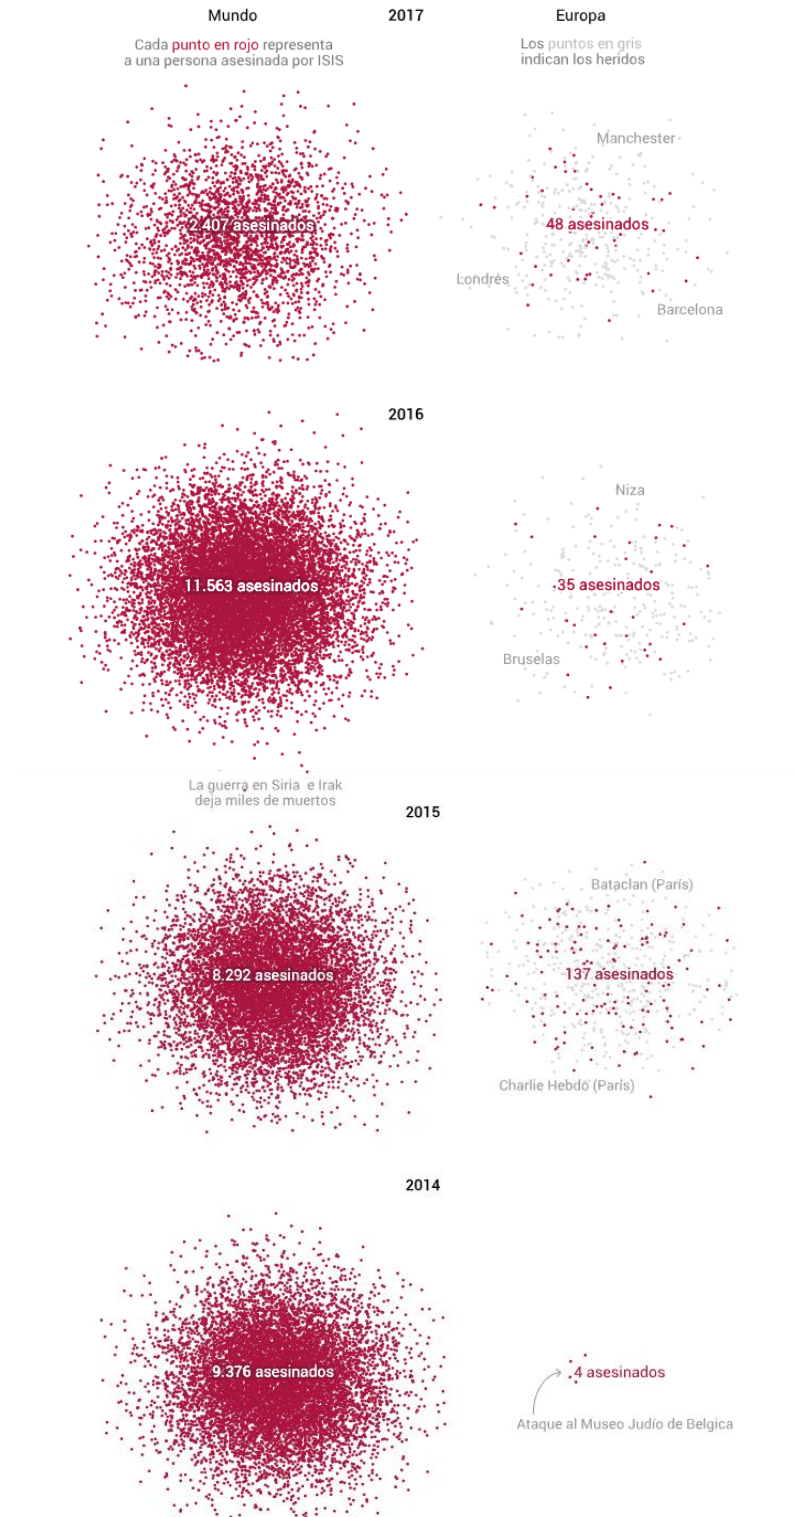 Mundo
2017
Europa
Cada punto en rojo representa
a una persona asesinada por ISIS
Los puntos en gris
indican los heridos
Manchester
2.407 asesinados
48 asesinados
Londres
Barcelona
2016
Niza
11.563 asesinados
35 asesinados
Bruselas
La guerra en Siria e Irak
deja miles de muertos
2015
Bataclan (París)
8.292 asesinados
137 asesinados
Charlie Hebdo (París)
2014
9.376 asesinados
4 asesinados
Ataque al Museo Judío de Belgica